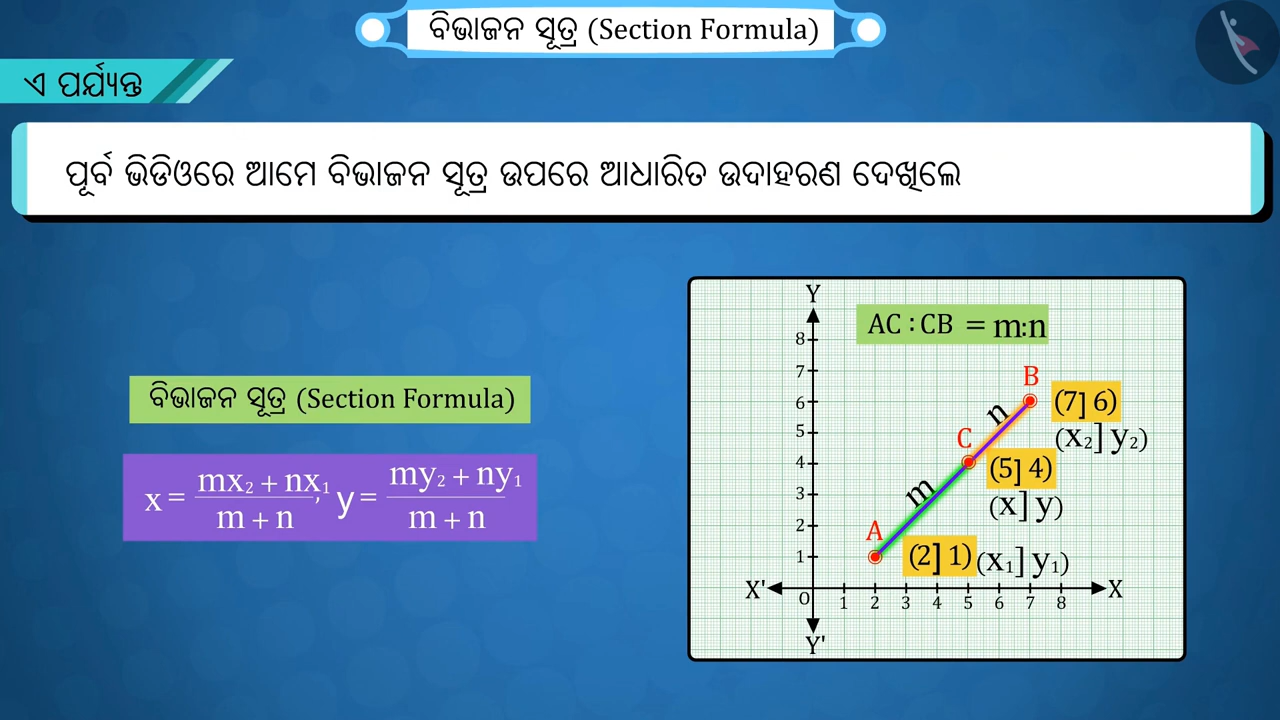 ବିଭାଜନ ସୂତ୍ର (Section Formula)
ଏ ପର୍ଯ୍ୟନ୍ତ
ପୂର୍ବ ଭିଡିଓରେ ଆମେ ବିଭାଜନ ସୂତ୍ର ଉପରେ ଆଧାରିତ ଉଦାହରଣ ଦେଖିଲେ
ବିଭାଜନ ସୂତ୍ର (Section Formula)
x = (mx₂ + nx₁)/(m + n), y = (my₂ + ny₁)/(m + n)
Y
AC : CB = m:n
8
7
B
6
(7] 6)
n
(x₂] y₂)
5
C
4
(5] 4)
m
3
(x] y)
2
A
1
(2] 1) (x₁] y₁)
X' O 1 2 3 4 5 6 7 8 X
Y'